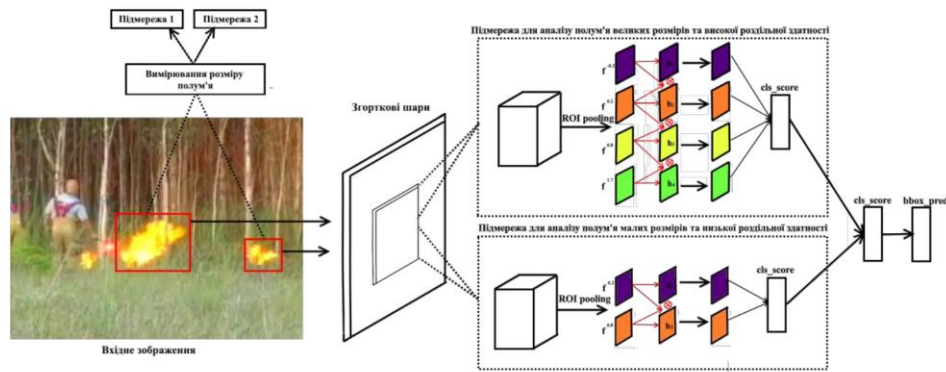 Підмережа 1
Підмережа 2
Вимірювання розміру
полум'я
Вхідне зображення
Згорткові шари
Підмережа для аналізу полум'я великих розмірів та високої роздільної здатності
ROI pooling
f
f
f
f
cls_score
Підмережа для аналізу полум'я малих розмірів та низької роздільної здатності
ROI pooling
f
f
cls_score
cls_score
bbox_pred